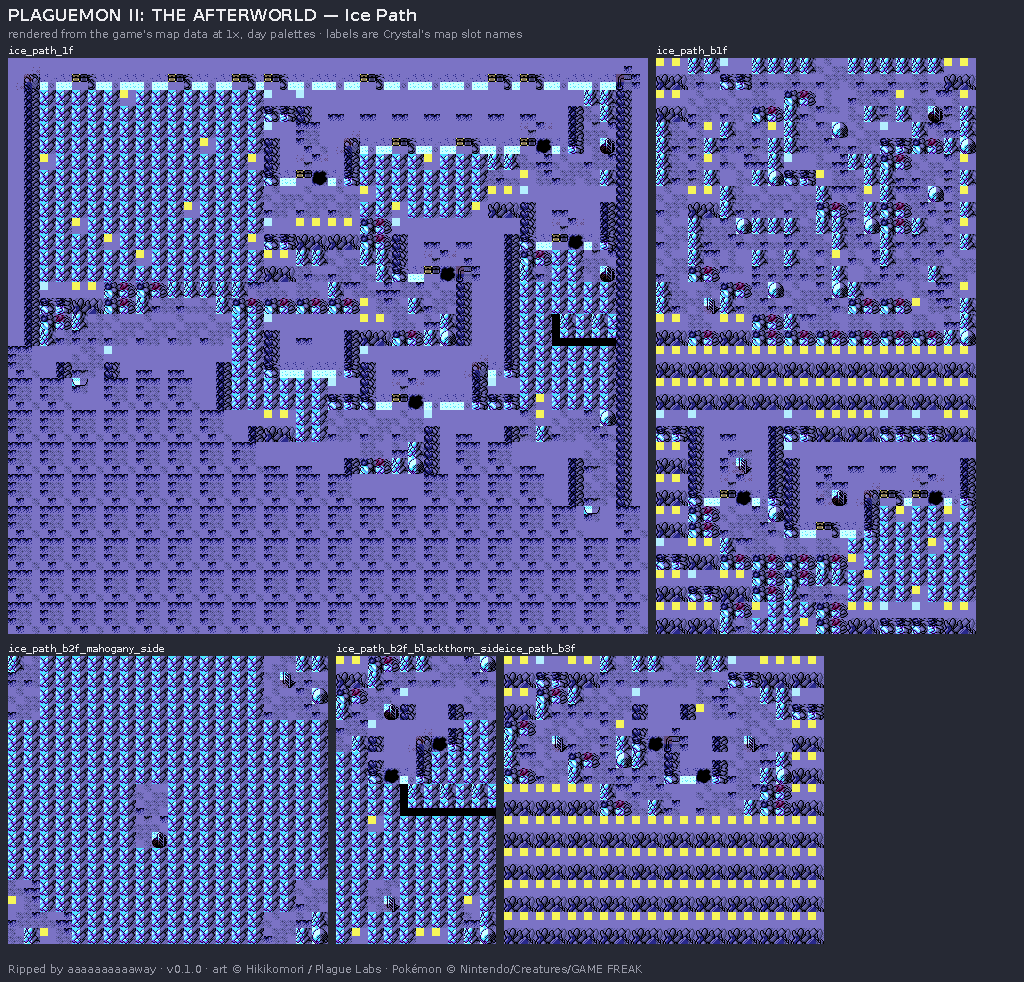 PLAGUEMON II: THE AFTERWORLD — Ice Path
rendered from the game's map data at 1x, day palettes · labels are Crystal's map slot names
ice_path_1f
ice_path_b1f
ice_path_b2f_mahogany_side
ice_path_b2f_blackthorn_side
ice_path_b3f
Ripped by aaaaaaaaaaway · v0.1.0 · art © Hikikomori / Plague Labs · Pokémon © Nintendo/Creatures/GAME FREAK